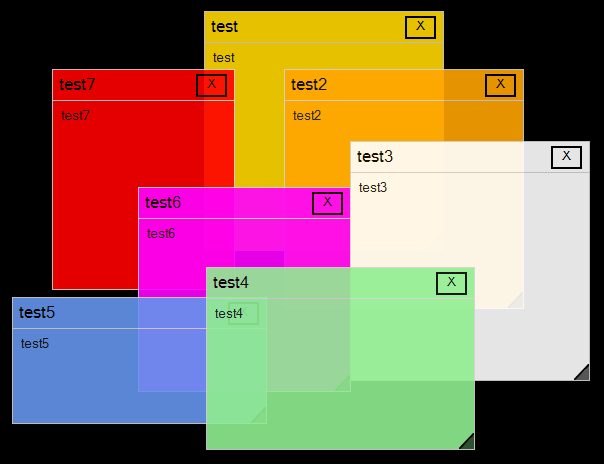 test X
test
test7 X
test7
test2 X
test2
test3 X
test3
test6 X
test6
test4 X
test4
test5
test5